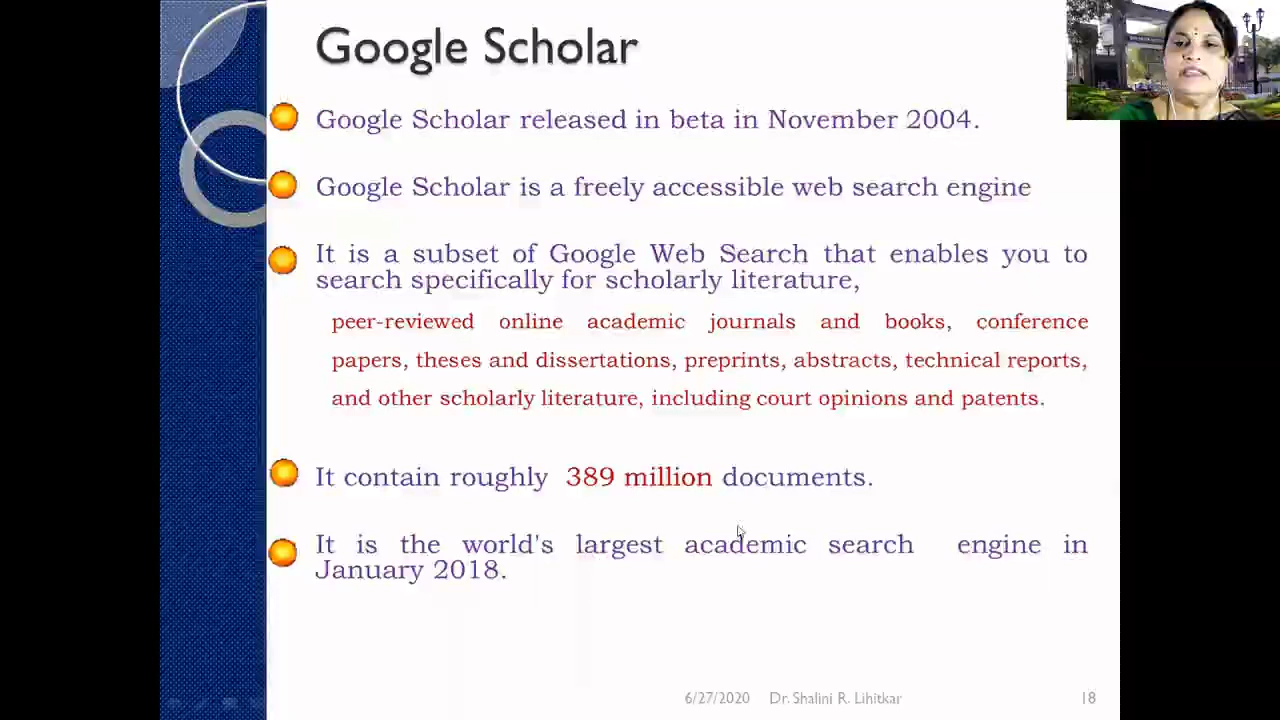 Google Scholar
Google Scholar released in beta in November 2004.
Google Scholar is a freely accessible web search engine
It is a subset of Google Web Search that enables you to
search specifically for scholarly literature,
peer-reviewed online academic journals and books, conference
papers, theses and dissertations, preprints, abstracts, technical reports,
and other scholarly literature, including court opinions and patents.
It contain roughly 389 million documents.
It is the world's largest academic search engine in
January 2018.
6/27/2020 Dr. Shalini R. Lihitkar 18